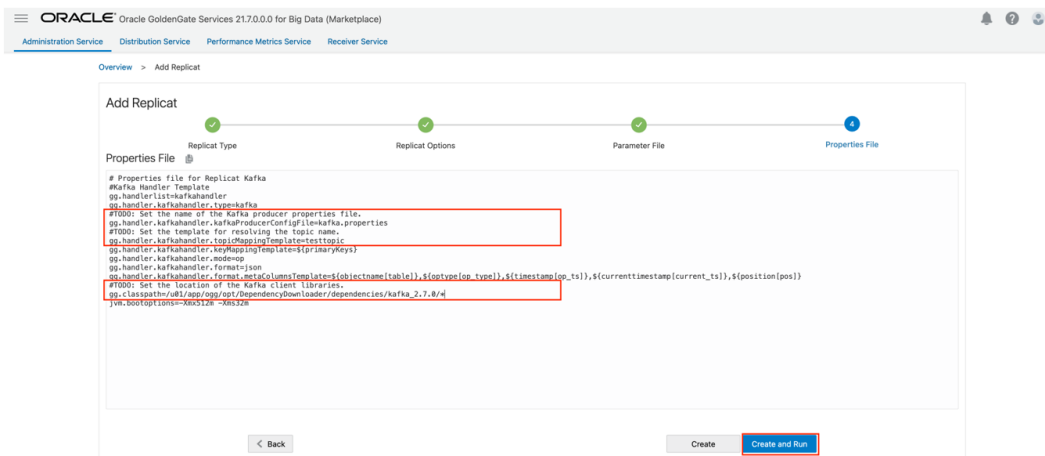 ORACLE Oracle GoldenGate Services 21.7.0.0.0 for Big Data (Marketplace)
Administration Service Distribution Service Performance Metrics Service Receiver Service
Overview > Add Replicat
Add Replicat
4
Replicat Type Replicat Options Parameter File Properties File
Properties File
# Properties file for Replicat Kafka
#Kafka Handler Template
gg.handlerlist=kafkahandler
gg.handler.kafkahandler.type=kafka
#TODO: Set the name of the Kafka producer properties file.
gg.handler.kafkahandler.kafkaProducerConfigFile=kafka.properties
#TODO: Set the template for resolving the topic name.
gg.handler.kafkahandler.topicMappingTemplate=testtopic
gg.handler.kafkahandler.keyMappingTemplate=${primaryKeys}
gg.handler.kafkahandler.mode=op
gg.handler.kafkahandler.format=json
gg.handler.kafkahandler.format.metaColumnsTemplate=${objectname[table]},${optype[op_type]},${timestamp[op_ts]},${currenttimestamp[current_ts]},${position[pos]}
#TODO: Set the location of the Kafka client libraries.
gg.classpath=/u01/app/ogg/opt/DependencyDownloader/dependencies/kafka_2.7.0/*
jvm.bootoptions=-Xmx512m -Xms32m
< Back Create Create and Run